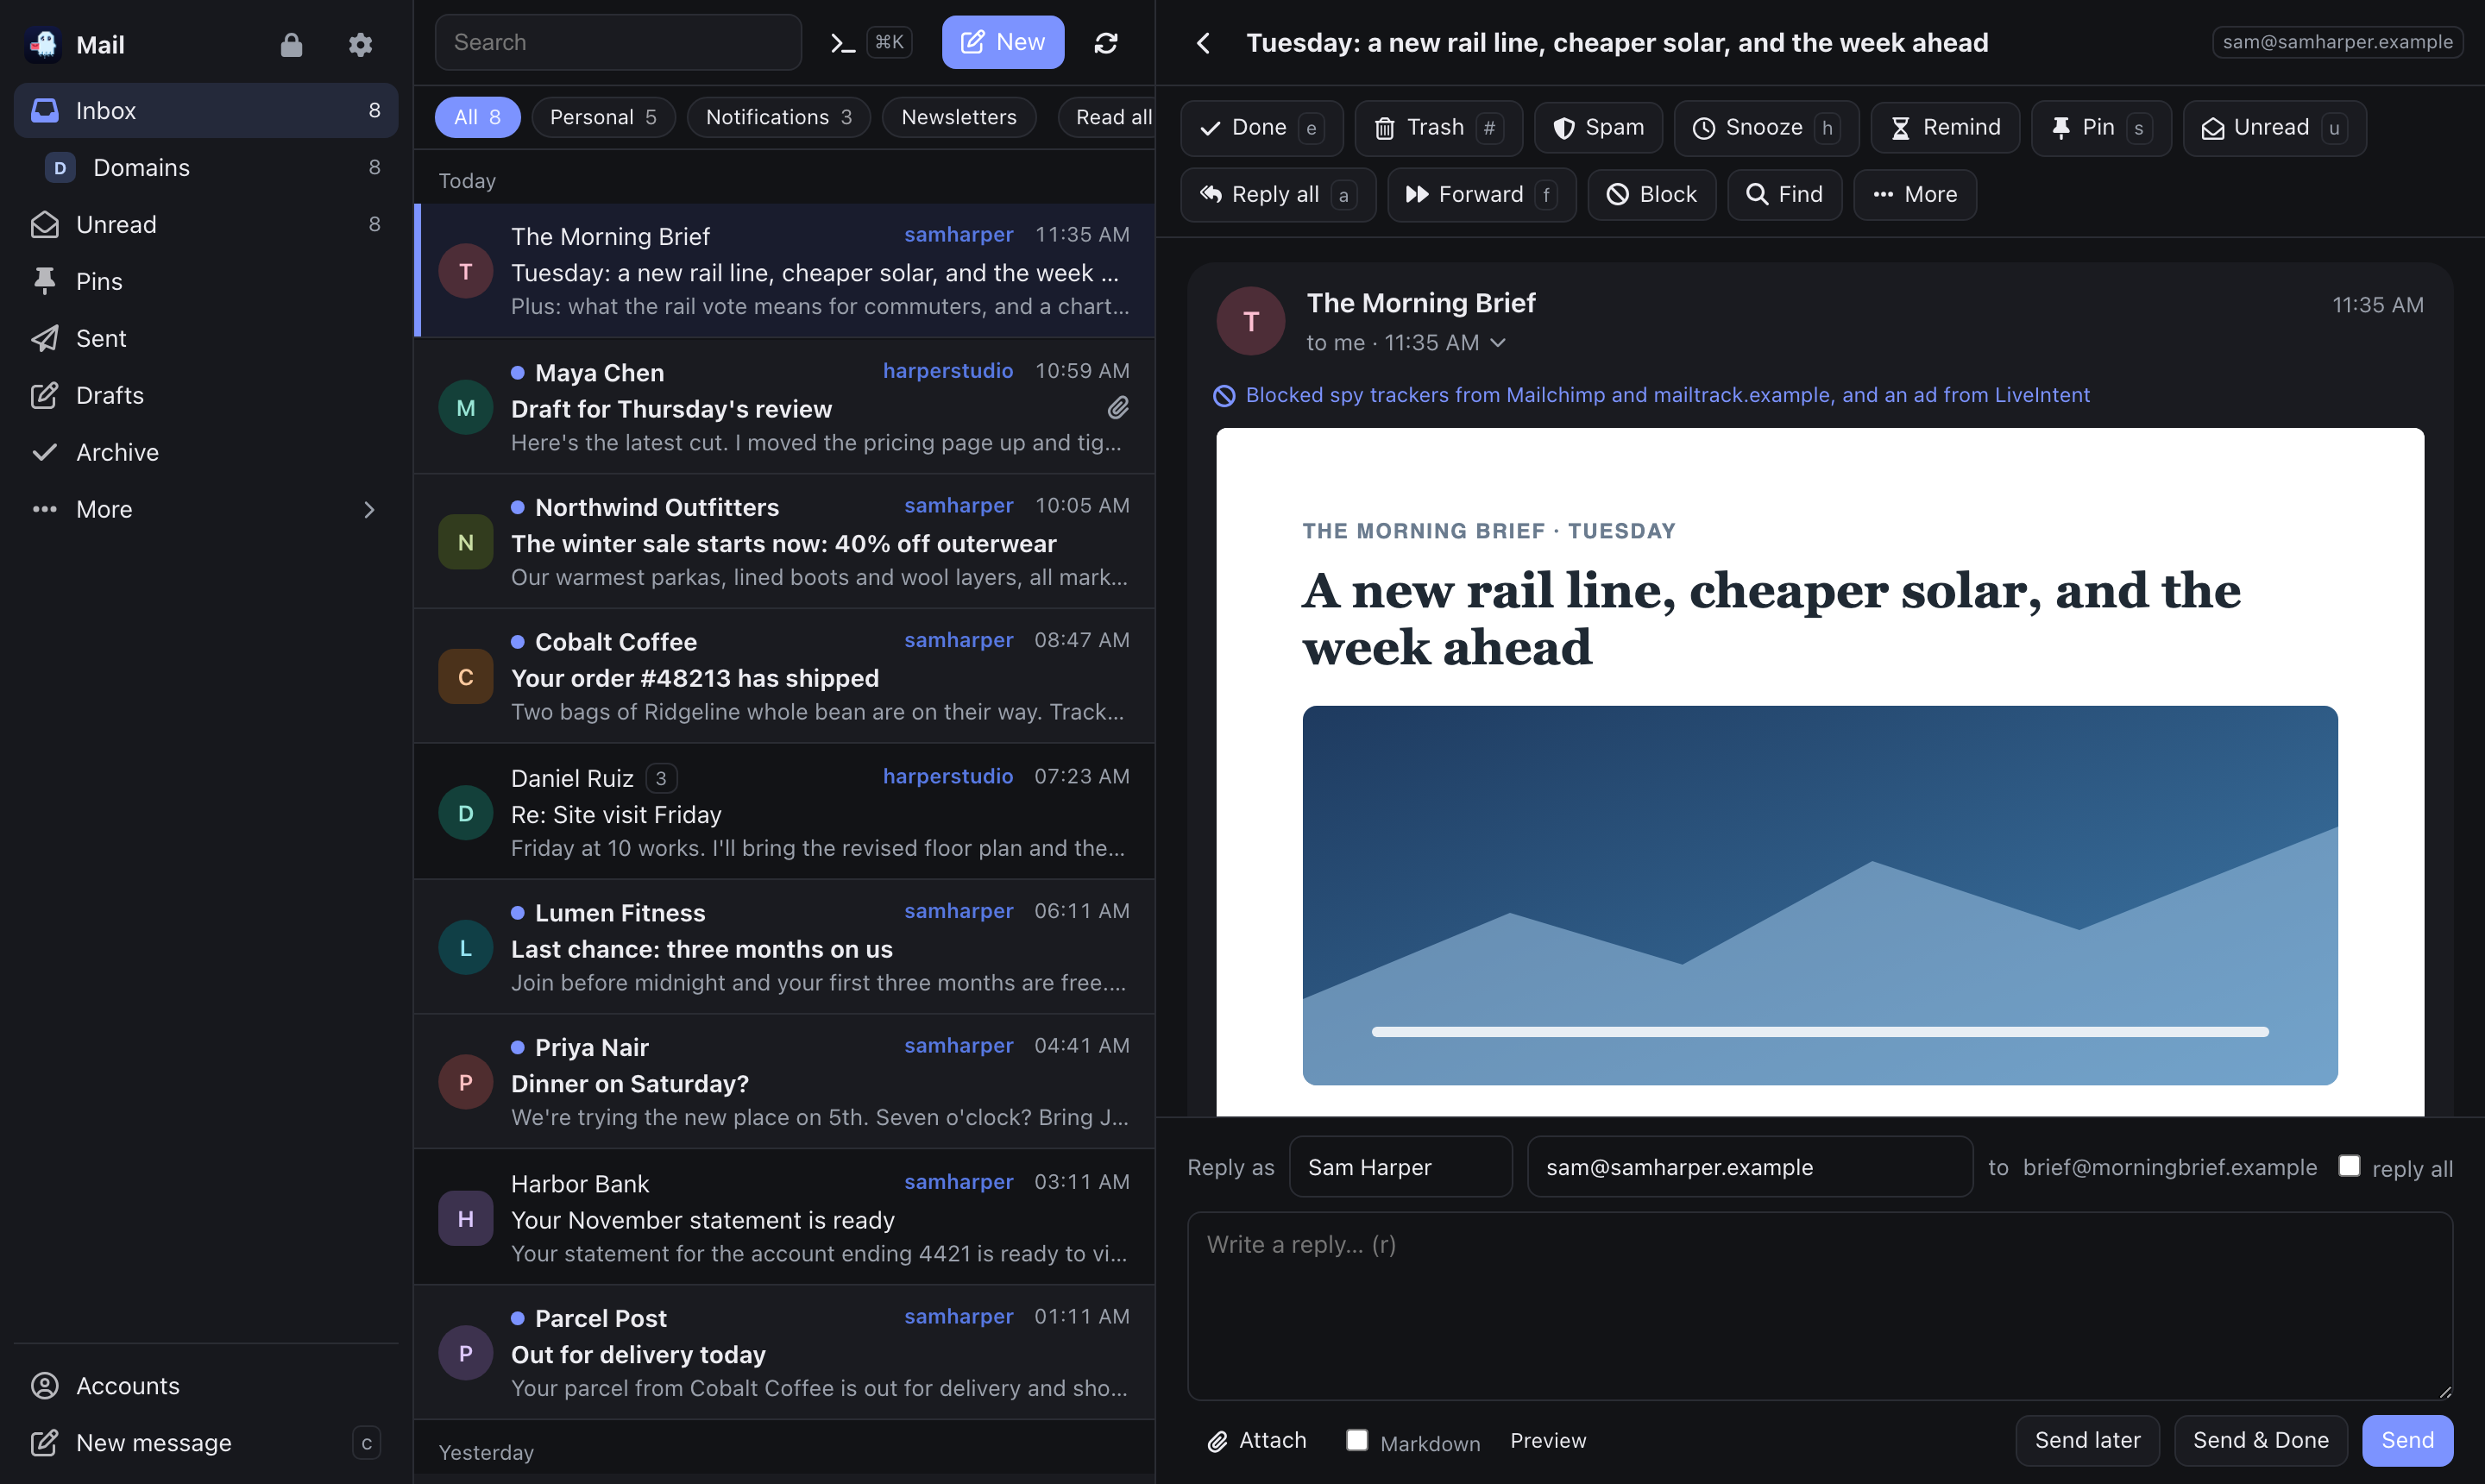 Mail
Inbox 8
D Domains 8
Unread 8
Pins
Sent
Drafts
Archive
More
Accounts
New message c
Search
⌘K
New
All 8 Personal 5 Notifications 3 Newsletters Read all
Today
T
The Morning Brief samharper 11:35 AM
Tuesday: a new rail line, cheaper solar, and the week ...
Plus: what the rail vote means for commuters, and a chart...
M
Maya Chen harperstudio 10:59 AM
Draft for Thursday's review
Here's the latest cut. I moved the pricing page up and tig...
N
Northwind Outfitters samharper 10:05 AM
The winter sale starts now: 40% off outerwear
Our warmest parkas, lined boots and wool layers, all mark...
C
Cobalt Coffee samharper 08:47 AM
Your order #48213 has shipped
Two bags of Ridgeline whole bean are on their way. Track...
D
Daniel Ruiz 3 harperstudio 07:23 AM
Re: Site visit Friday
Friday at 10 works. I'll bring the revised floor plan and the...
L
Lumen Fitness samharper 06:11 AM
Last chance: three months on us
Join before midnight and your first three months are free....
P
Priya Nair samharper 04:41 AM
Dinner on Saturday?
We're trying the new place on 5th. Seven o'clock? Bring J...
H
Harbor Bank samharper 03:11 AM
Your November statement is ready
Your statement for the account ending 4421 is ready to vi...
P
Parcel Post samharper 01:11 AM
Out for delivery today
Your parcel from Cobalt Coffee is out for delivery and sho...
Yesterday
Tuesday: a new rail line, cheaper solar, and the week ahead sam@samharper.example
Done e Trash # Spam Snooze h Remind Pin s Unread u
Reply all a Forward f Block Find More
T
The Morning Brief 11:35 AM
to me · 11:35 AM
Blocked spy trackers from Mailchimp and mailtrack.example, and an ad from LiveIntent
THE MORNING BRIEF · TUESDAY
A new rail line, cheaper solar, and the
week ahead
Reply as Sam Harper sam@samharper.example to brief@morningbrief.example reply all
Write a reply... (r)
Attach Markdown Preview Send later Send & Done Send